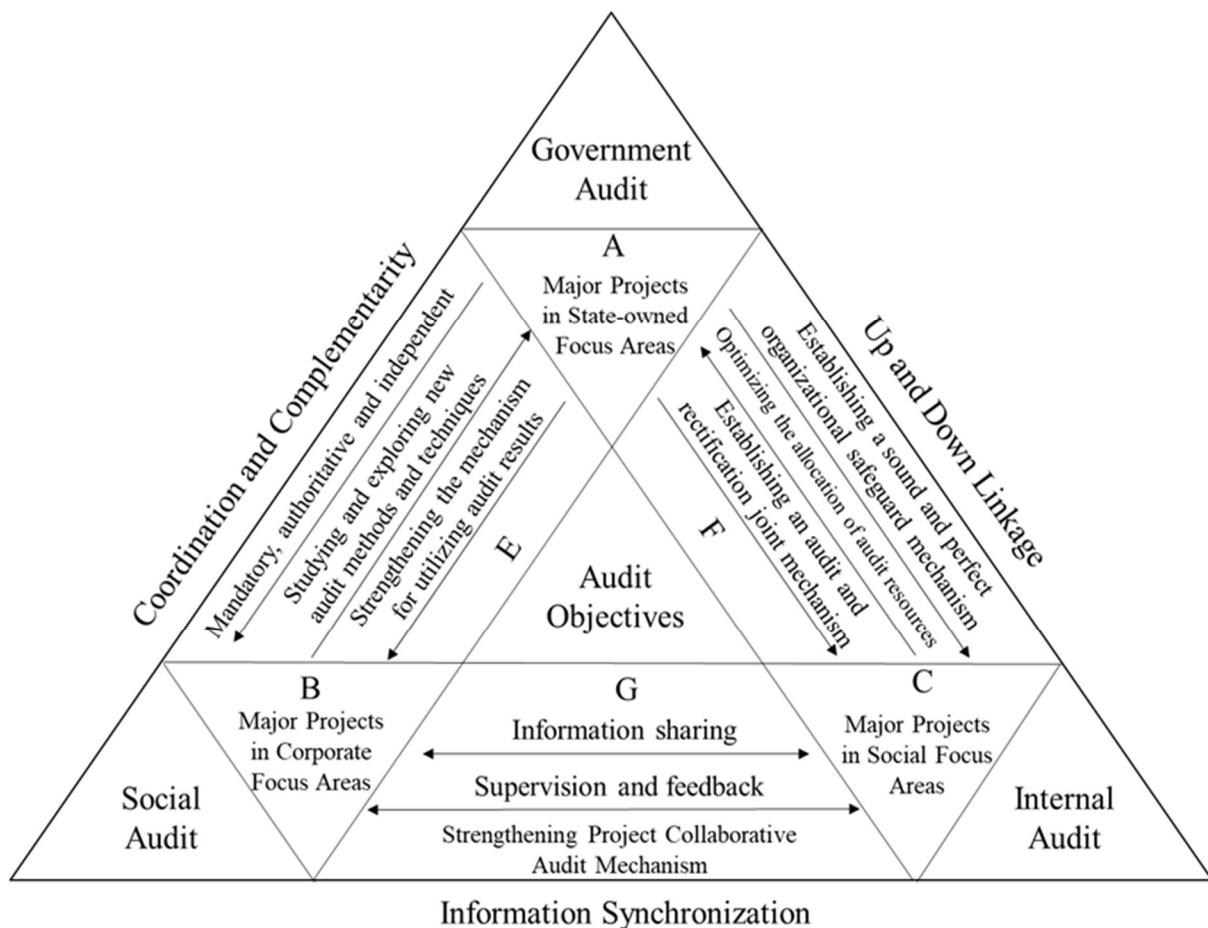 Government
Audit
A
Major Projects
in State-owned
Focus Areas
Coordination and Complementarity
Mandatory, authoritative and independent
Studying and exploring new
audit methods and techniques
Strengthening the mechanism
for utilizing audit results
E
Up and Down Linkage
Establishing a sound and perfect
organizational safeguard mechanism
Optimizing the allocation of audit resources
Establishing an audit and
rectification joint mechanism
F
Audit
Objectives
B
Major Projects
in Corporate
Focus Areas
G
Information sharing
Supervision and feedback
Strengthening Project Collaborative
Audit Mechanism
C
Major Projects
in Social Focus
Areas
Social
Audit
Internal
Audit
Information Synchronization